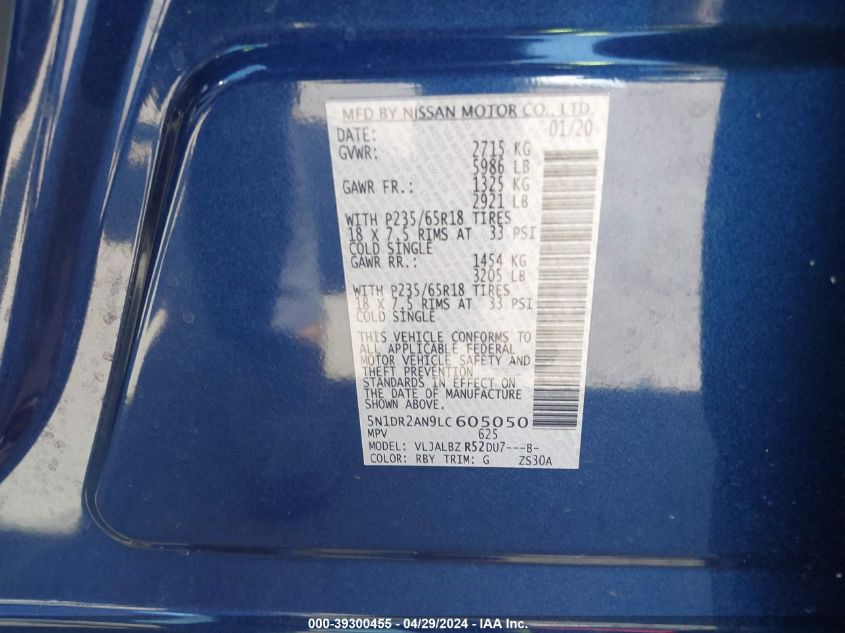 MFD BY NISSAN MOTOR CO., LTD.
DATE: 01/20
GVWR: 2715 KG
5986 LB
GAWR FR.: 1325 KG
2921 LB
WITH P235/65R18 TIRES
18 X 7.5 RIMS AT 33 PSI
COLD SINGLE
GAWR RR.: 1454 KG
3205 LB
WITH P235/65R18 TIRES
18 X 7.5 RIMS AT 33 PSI
COLD SINGLE
THIS VEHICLE CONFORMS TO
ALL APPLICABLE FEDERAL
MOTOR VEHICLE SAFETY AND
THEFT PREVENTION
STANDARDS IN EFFECT ON
THE DATE OF MANUFACTURE
SHOWN ABOVE.
5N1DR2AN9LC605050
MPV 625
MODEL: VLJALBZ R52DU7---B-
COLOR: RBY TRIM: G ZS30A
000-39300455 - 04/29/2024 - IAA Inc.